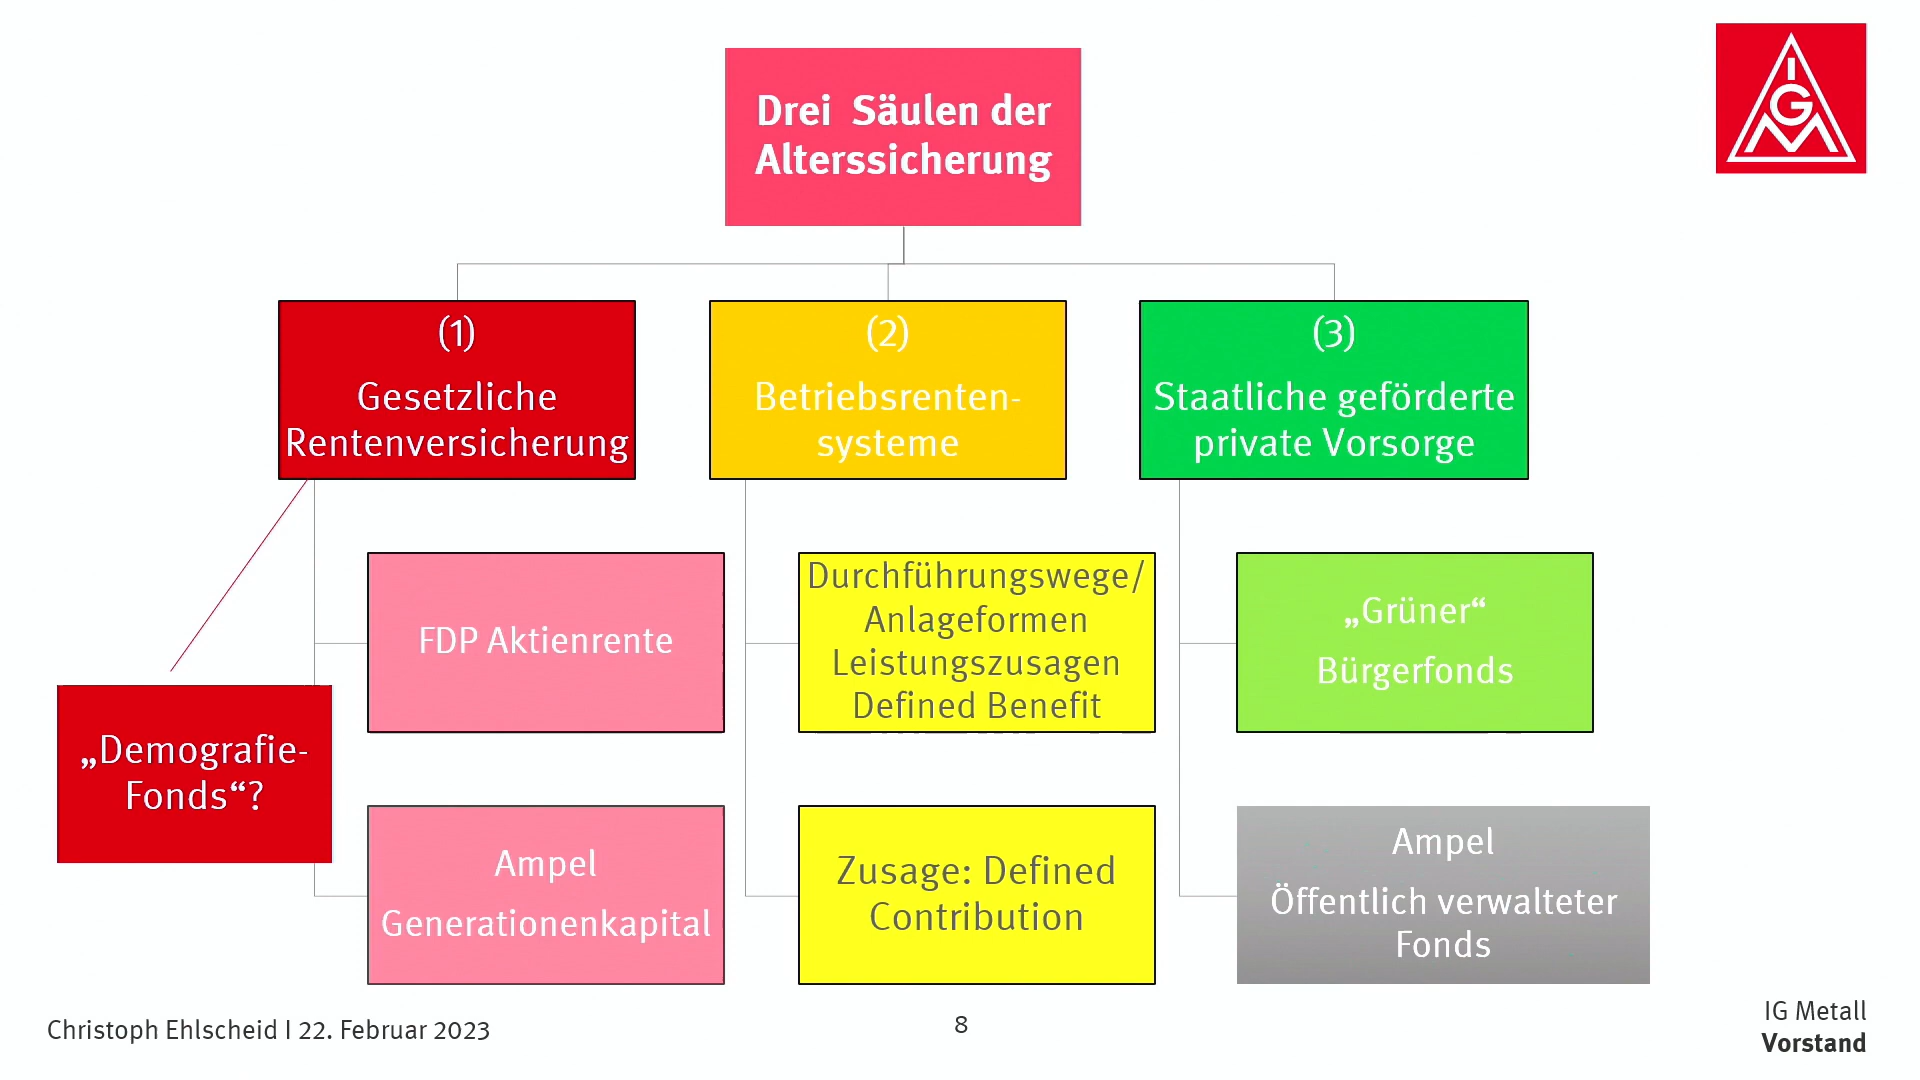 Drei Säulen der
Alterssicherung
IGM
(1)
Gesetzliche
Rentenversicherung
(2)
Betriebsrenten-
systeme
(3)
Staatliche geförderte
private Vorsorge
FDP Aktienrente
Durchführungswege/
Anlageformen
Leistungszusagen
Defined Benefit
„Grüner“
Bürgerfonds
„Demografie-
Fonds“?
Ampel
Generationenkapital
Zusage: Defined
Contribution
Ampel
Öffentlich verwalteter
Fonds
Christoph Ehlscheid I 22. Februar 2023
8
IG Metall
Vorstand